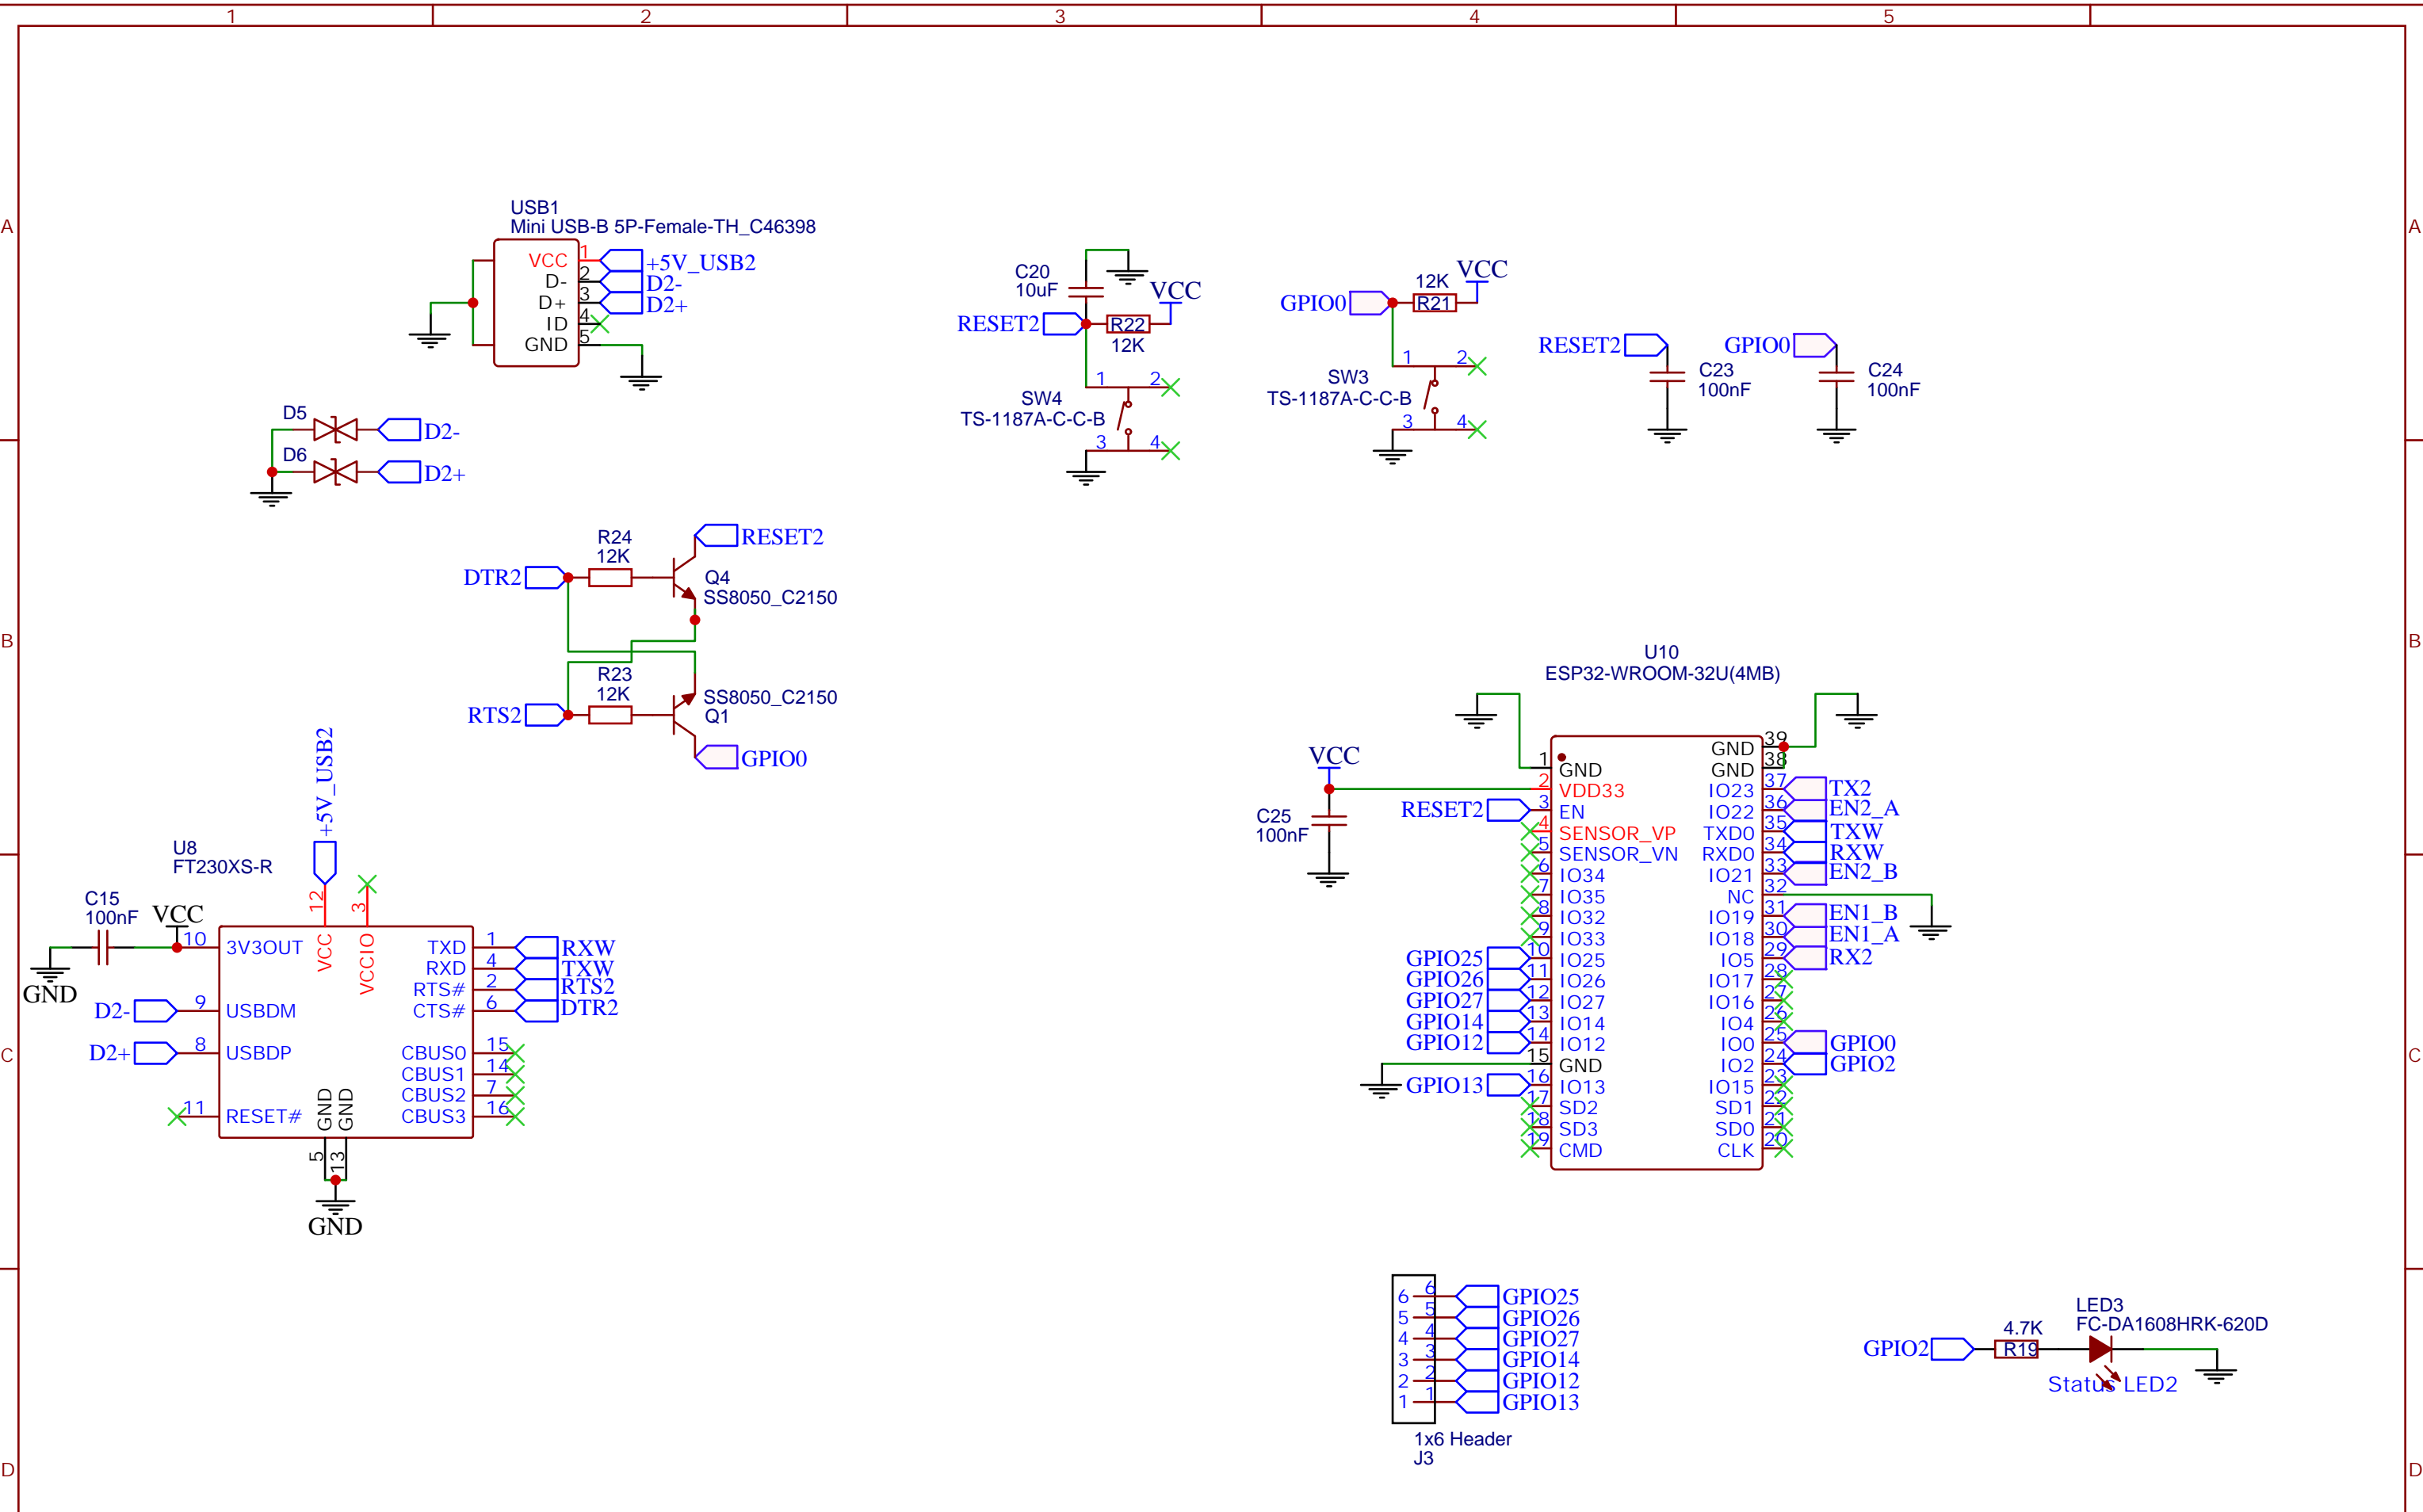 1
2
3
4
5
A
A
B
B
C
C
D
D
USB1
Mini USB-B 5P-Female-TH_C46398
VCC
D-
D+
ID
GND
1
2
3
4
5
+5V_USB2
D2-
D2+
D5
D2-
D6
D2+
C20
10uF
VCC
RESET2
R22
12K
1
2
SW4
TS-1187A-C-C-B
3
4
12K
VCC
GPIO0
R21
1
2
SW3
TS-1187A-C-C-B
3
4
RESET2
C23
100nF
GPIO0
C24
100nF
R24
12K
RESET2
DTR2
Q4
SS8050_C2150
R23
12K
SS8050_C2150
Q1
RTS2
GPIO0
+5V_USB2
U8
FT230XS-R
C15
100nF
VCC
GND
12
3
VCC
VCCIO
10
3V3OUT
D2-
9
USBDM
D2+
8
USBDP
11
RESET#
TXD
1
RXW
RXD
4
TXW
RTS#
2
RTS2
CTS#
6
DTR2
CBUS0
15
CBUS1
14
CBUS2
7
CBUS3
16
GND
GND
5
13
GND
U10
ESP32-WROOM-32U(4MB)
VCC
C25
100nF
1
GND
2
VDD33
RESET2
3
EN
4
SENSOR_VP
5
SENSOR_VN
6
IO34
7
IO35
8
IO32
9
IO33
GPIO25
10
IO25
GPIO26
11
IO26
GPIO27
12
IO27
GPIO14
13
IO14
GPIO12
14
IO12
15
GND
GPIO13
16
IO13
17
SD2
18
SD3
19
CMD
GND
39
GND
38
IO23
37
TX2
IO22
36
EN2_A
TXD0
35
TXW
RXD0
34
RXW
IO21
33
EN2_B
NC
32
IO19
31
EN1_B
IO18
30
EN1_A
IO5
29
RX2
IO17
28
IO16
27
IO4
26
IO0
25
GPIO0
IO2
24
GPIO2
IO15
23
SD1
22
SD0
21
CLK
20
6
6
GPIO25
5
5
GPIO26
4
4
GPIO27
3
3
GPIO14
2
2
GPIO12
1
1
GPIO13
1x6 Header
J3
LED3
FC-DA1608HRK-620D
4.7K
GPIO2
R19
Status LED2